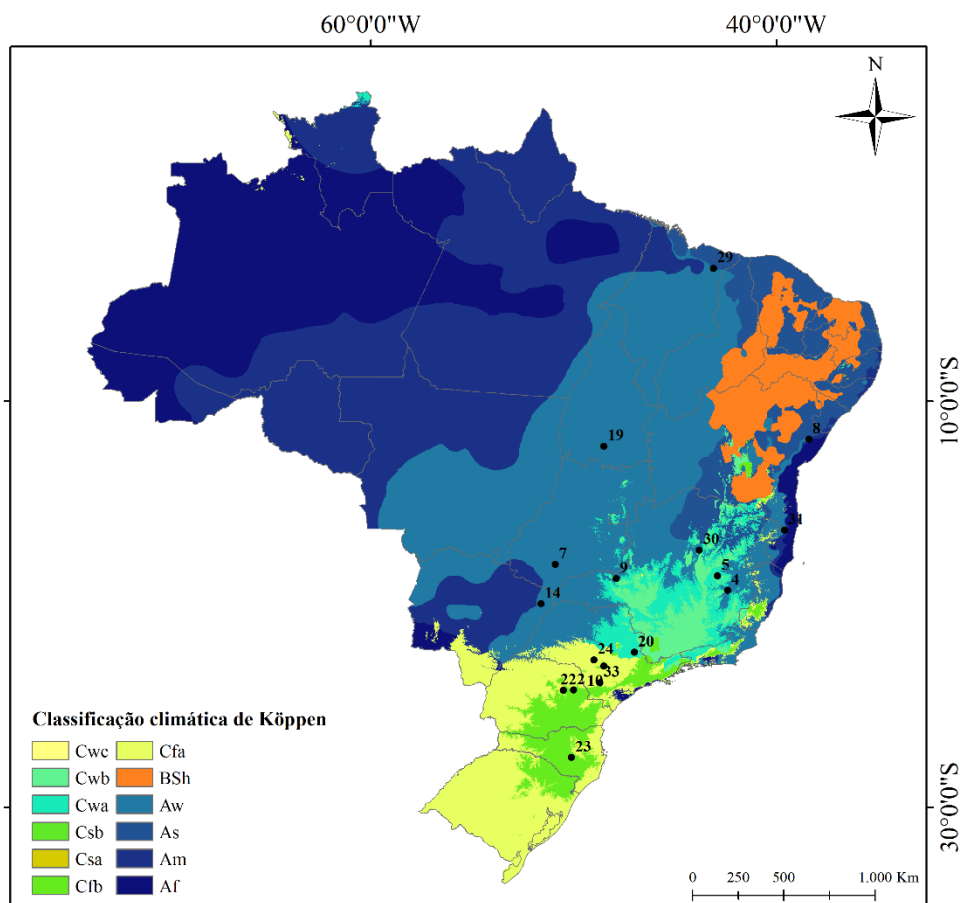 60°0'0"W 40°0'0"W
N
29
10°0'0"S
8
19
31
30
7
5
9
4
14
20
24
33
10
2222
23
Classificação climática de Köppen
Cwc Cfa
Cwb BSh
Cwa Aw
Csb As
Csa Am
Cfb Af
30°0'0"S
0 250 500 1.000 Km